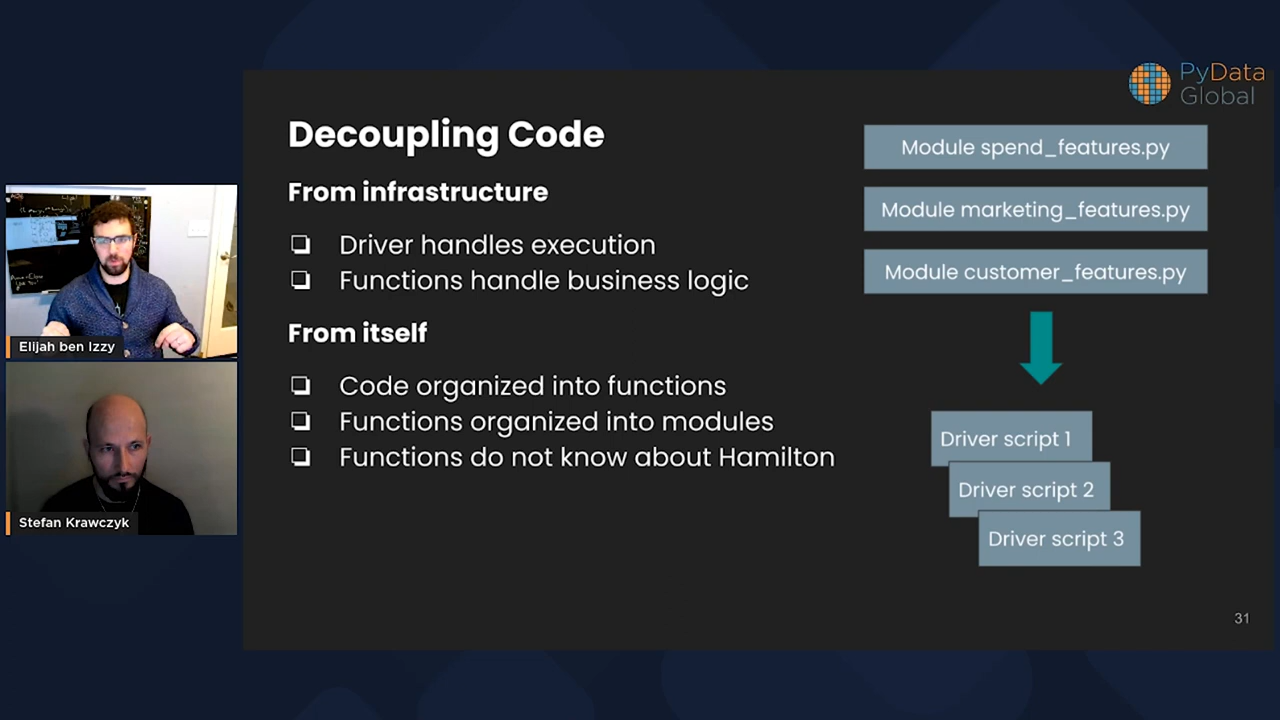 PyData
Global
Decoupling Code
From infrastructure
Driver handles execution
Functions handle business logic
From itself
Code organized into functions
Functions organized into modules
Functions do not know about Hamilton
Module spend_features.py
Module marketing_features.py
Module customer_features.py
Driver script 1
Driver script 2
Driver script 3
31
Elijah ben Izzy
Stefan Krawczyk